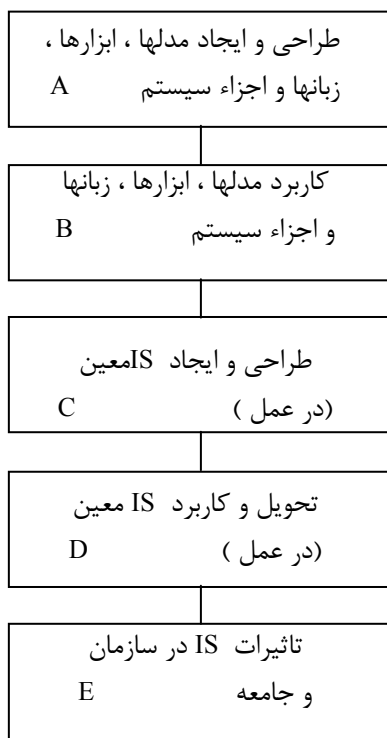 طراحی و ایجاد مدلها ، ابزارها ،
زبانها و اجزاء سیستم A
کاربرد مدلها ، ابزارها ، زبانها
و اجزاء سیستم B
طراحی و ایجاد ISمعین
(در عمل ) C
تحویل و کاربرد IS معین
(در عمل ) D
تاثیرات IS در سازمان
و جامعه E